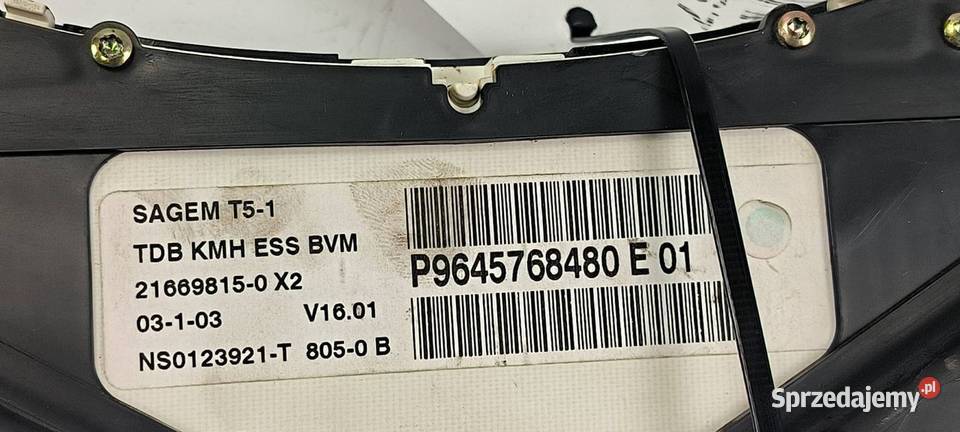 SAGEM T5-1
TDB KMH ESS BVM
21669815-0 X2
03-1-03 V16.01
NS0123921-T 805-0 B
P9645768480 E 01
Sprzedajemy.pl